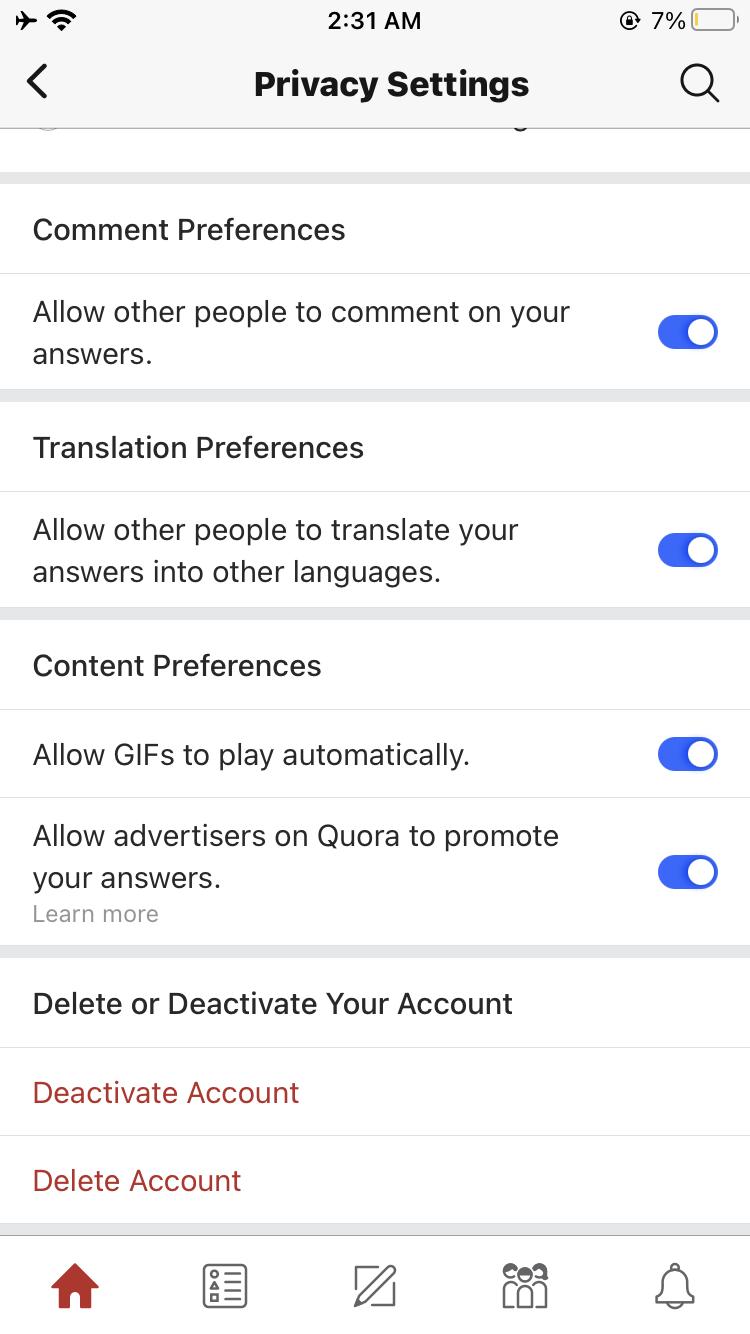 2:31 AM
7%
Privacy Settings
Comment Preferences
Allow other people to comment on your
answers.
Translation Preferences
Allow other people to translate your
answers into other languages.
Content Preferences
Allow GIFs to play automatically.
Allow advertisers on Quora to promote
your answers.
Learn more
Delete or Deactivate Your Account
Deactivate Account
Delete Account